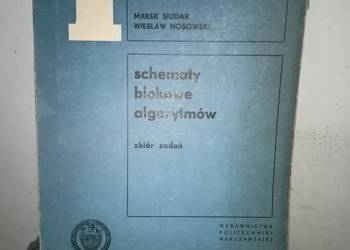 MAREK SIUDAK
WIESŁAW NOSOWSKI
schematy
blokowe
algorytmów
zbiór zadań
WYDAWNICTWA
POLITECHNIKI
WARSZAWSKIEJ